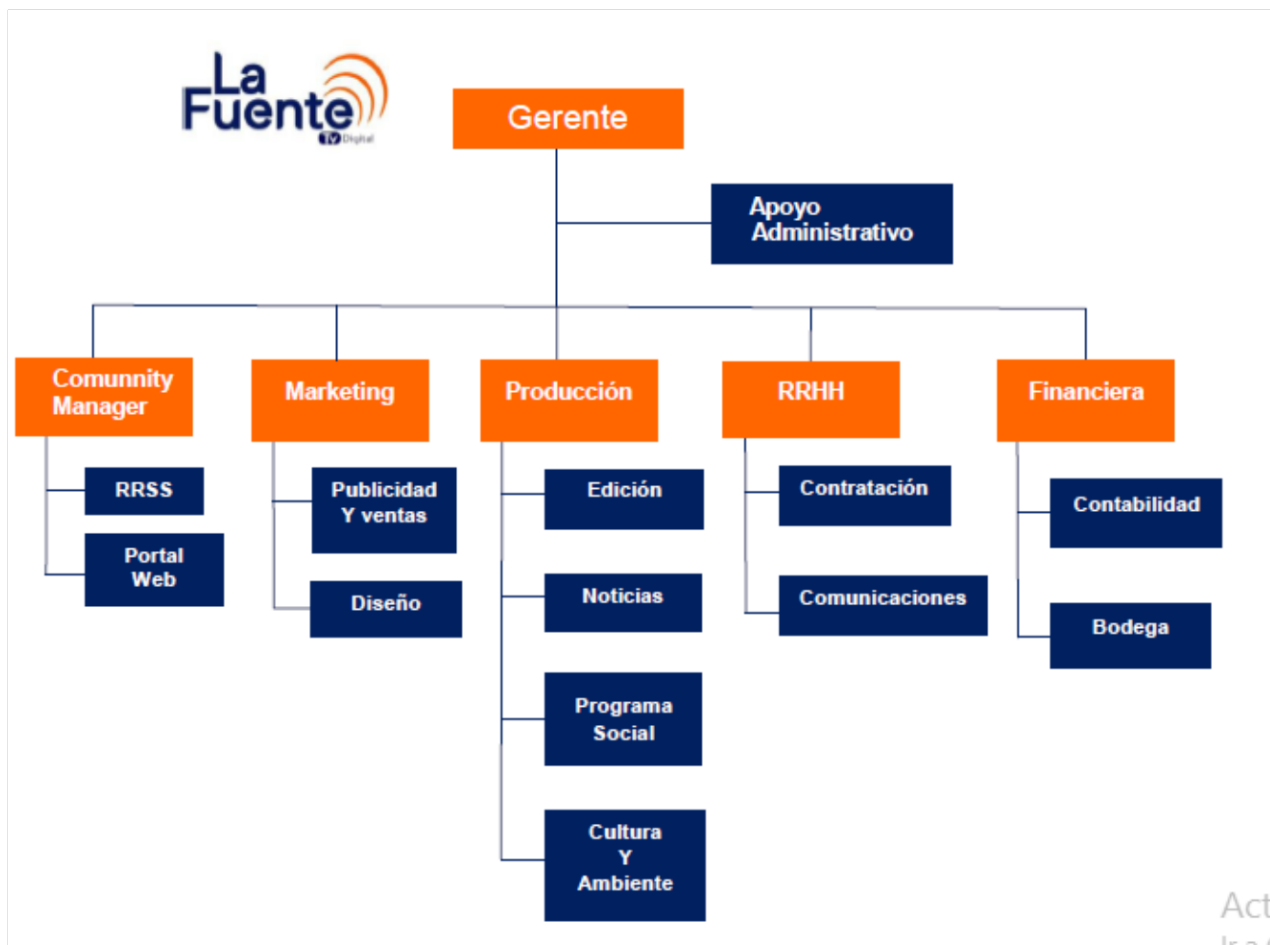 La
Fuente
TV Digital
Gerente
Apoyo
Administrativo
Comunnity
Manager
Marketing
Producción
RRHH
Financiera
RRSS
Portal
Web
Publicidad
Y ventas
Diseño
Edición
Noticias
Programa
Social
Cultura
Y
Ambiente
Contratación
Comunicaciones
Contabilidad
Bodega
Act